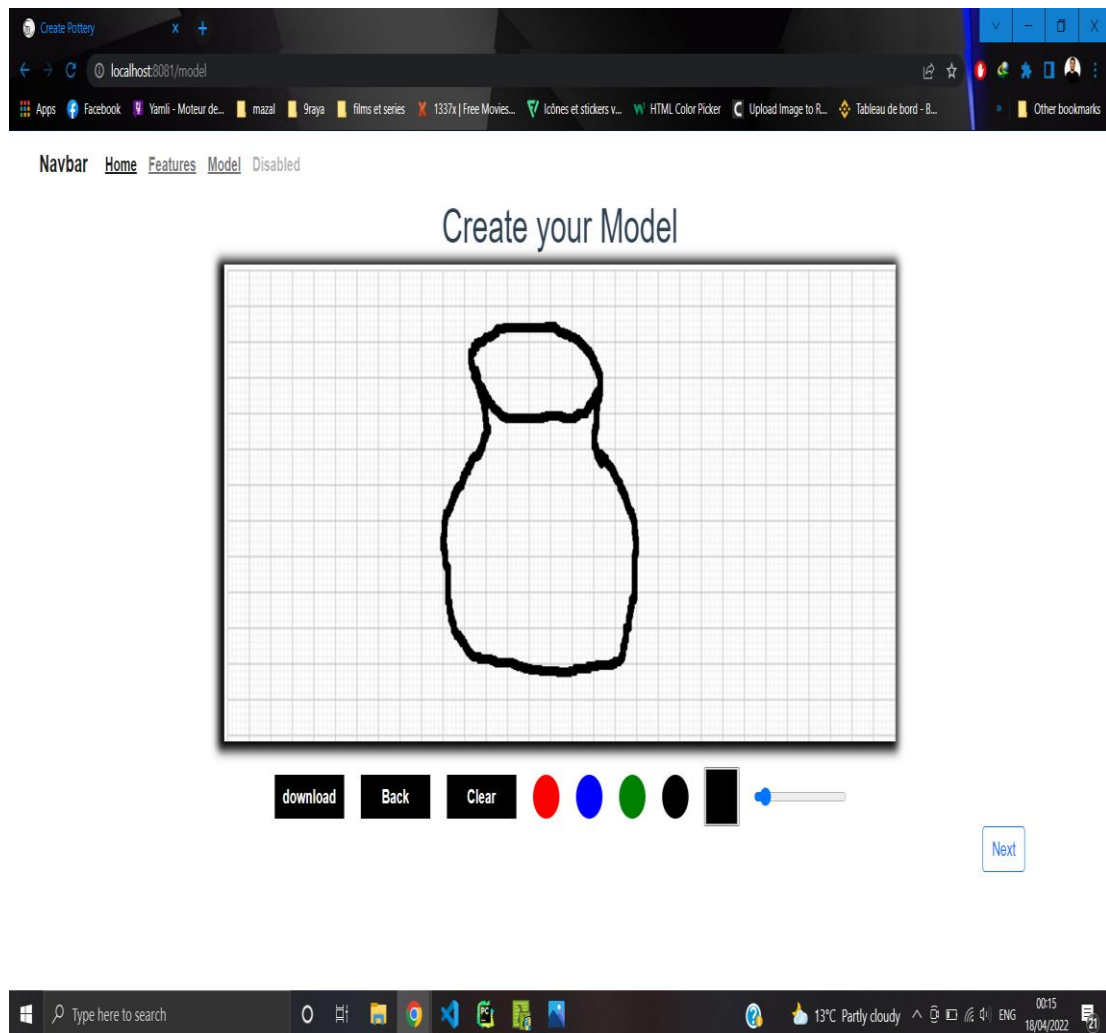 Create Pottery
localhost:8081/model
Apps Facebook Yamli - Moteur de... mazal 9raya films et series 1337x | Free Movies... Icônes et stickers v... HTML Color Picker Upload Image to R... Tableau de bord - B... » Other bookmarks
Navbar Home Features Model Disabled
Create your Model
download Back Clear
Next
Type here to search 13°C Partly cloudy ENG 00:15
18/04/2022 21